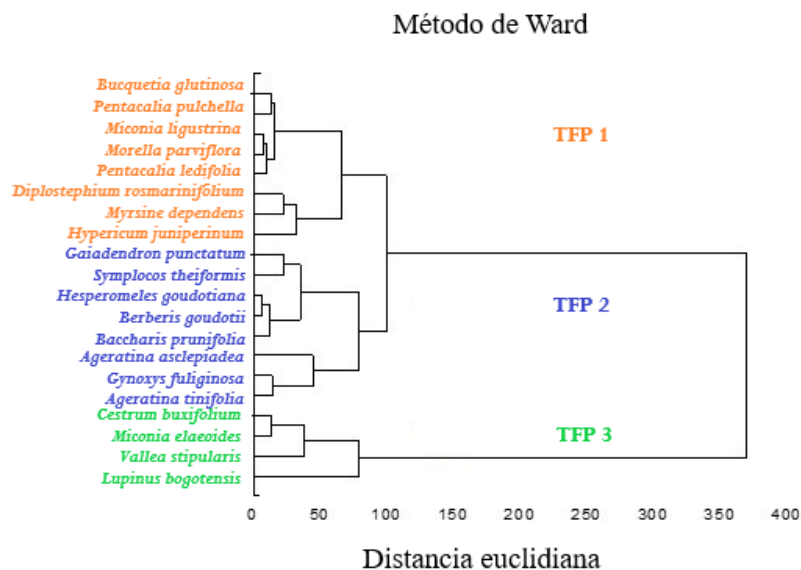 Método de Ward
Bucquetia glutinosa
Pentacalia pulchella
Miconia ligustrina
TFP 1
Morella parviflora
Pentacalia ledifolia
Diplostephium rosmarinifolium
Myrsine dependens
Hypericum juniperinum
Gaiadendron punctatum
Symplocos theiformis
Hesperomeles goudotiana
TFP 2
Berberis goudotii
Baccharis prunifolia
Ageratina asclepiadea
Gynoxys fuliginosa
Ageratina tinifolia
Cestrum buxifolium
Miconia elaeoides
TFP 3
Vallea stipularis
Lupinus bogotensis
0 50 100 150 200 250 300 350 400
Distancia euclidiana